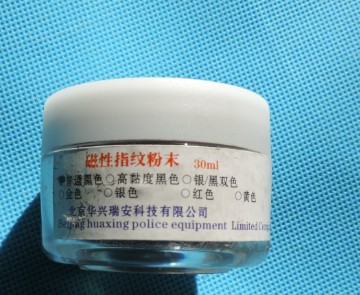 磁性指纹粉末 30ml
普通黑色○高黏度黑色○银/黑双色
○金色 ○银色 ○红色 ○黄色
北京华兴瑞安科技有限公司
Beijing huaxing police equipment Limited Com